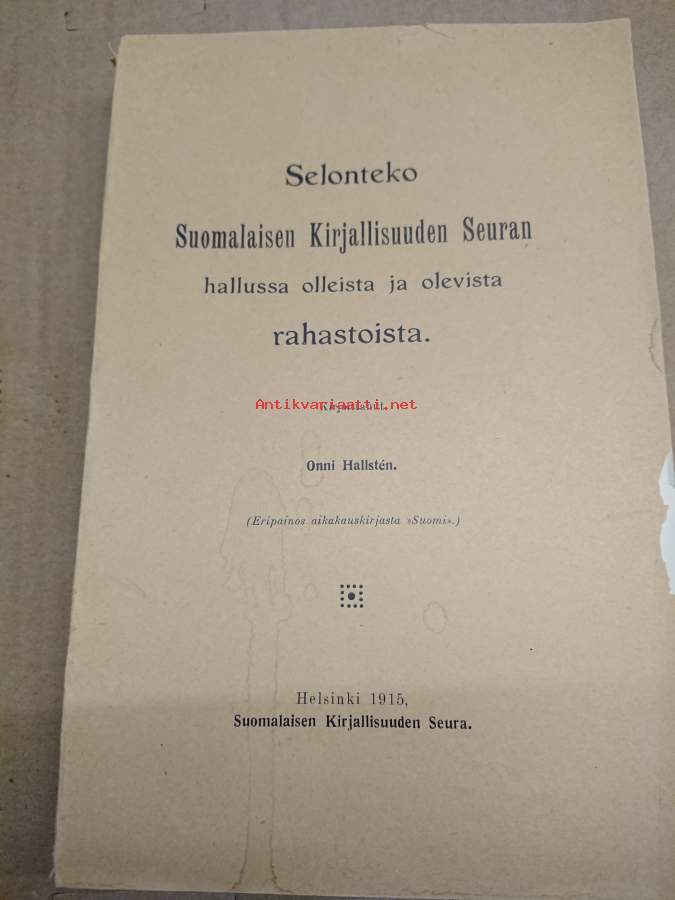 Selonteko
Suomalaisen Kirjallisuuden Seuran
hallussa olleista ja olevista
rahastoista.
Antikvariaatti.net
Onni Hallstén.
(Eripainos aikakauskirjasta »Suomi».)
Helsinki 1915,
Suomalaisen Kirjallisuuden Seura.